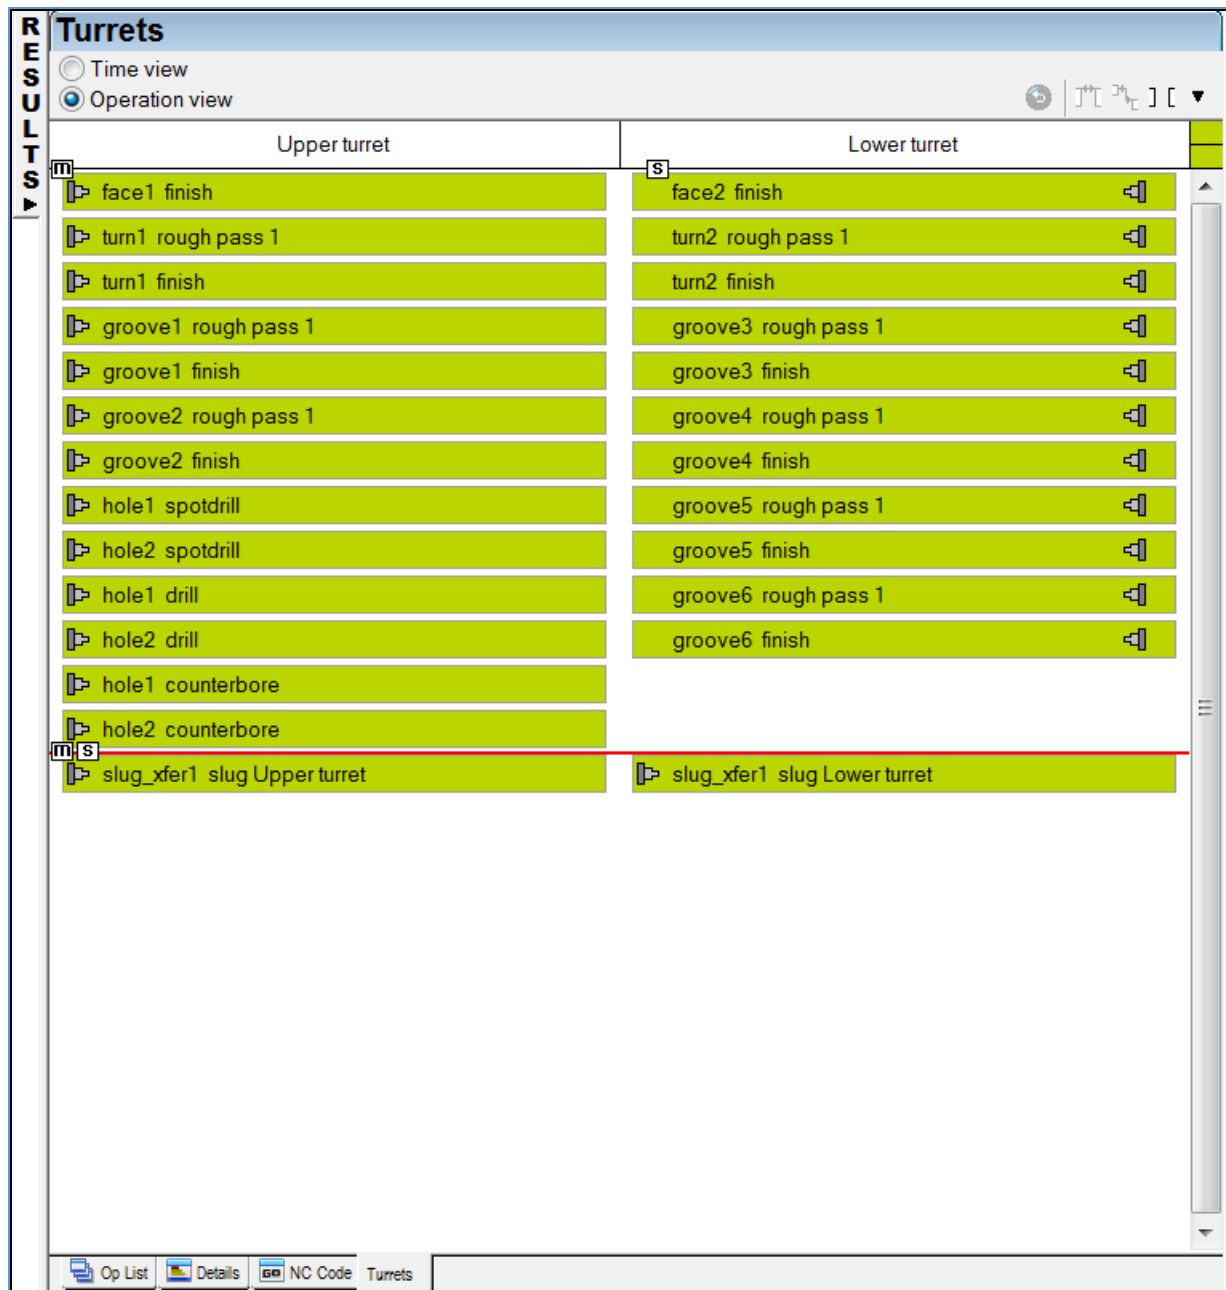 RESULTS
Turrets
Time view
Operation view
Upper turret
Lower turret
m
s
face1 finish
face2 finish
turn1 rough pass 1
turn2 rough pass 1
turn1 finish
turn2 finish
groove1 rough pass 1
groove3 rough pass 1
groove1 finish
groove3 finish
groove2 rough pass 1
groove4 rough pass 1
groove2 finish
groove4 finish
hole1 spotdrill
groove5 rough pass 1
hole2 spotdrill
groove5 finish
hole1 drill
groove6 rough pass 1
hole2 drill
groove6 finish
hole1 counterbore
hole2 counterbore
m s
slug_xfer1 slug Upper turret
slug_xfer1 slug Lower turret
Op List
Details
GO NC Code
Turrets